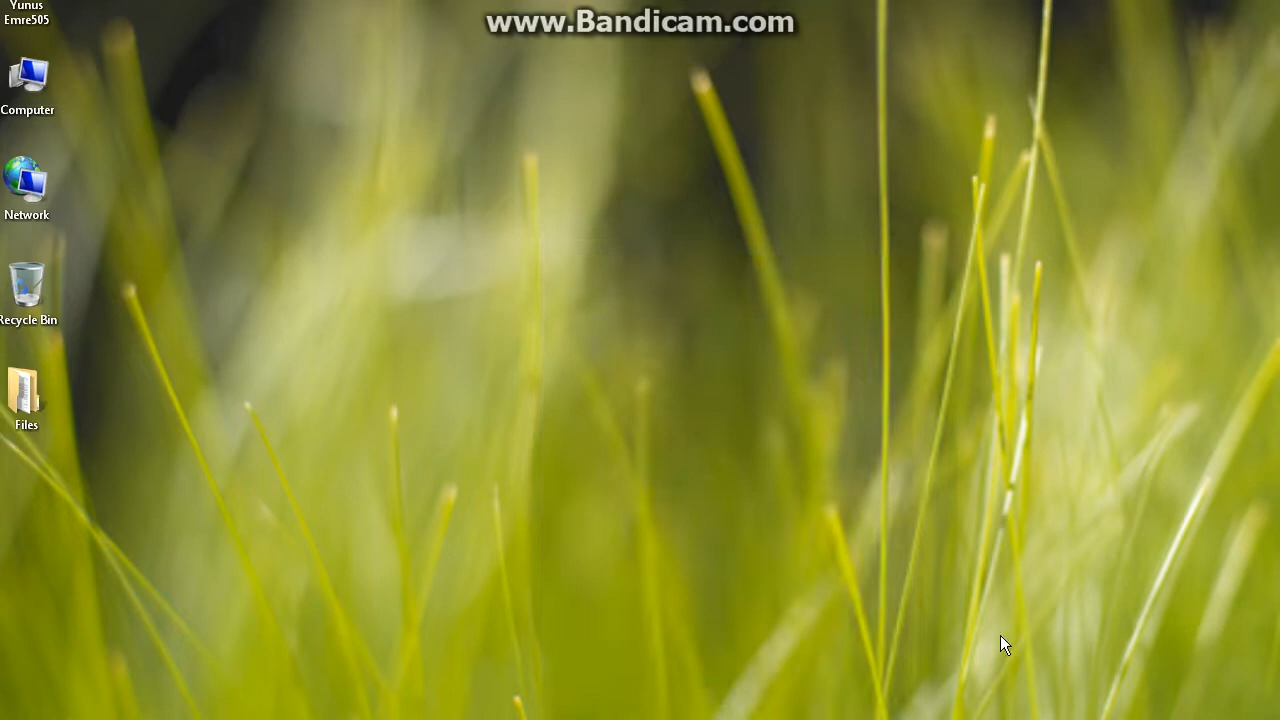 Yunus
Emre505
www.Bandicam.com
Computer
Network
Recycle Bin
Files